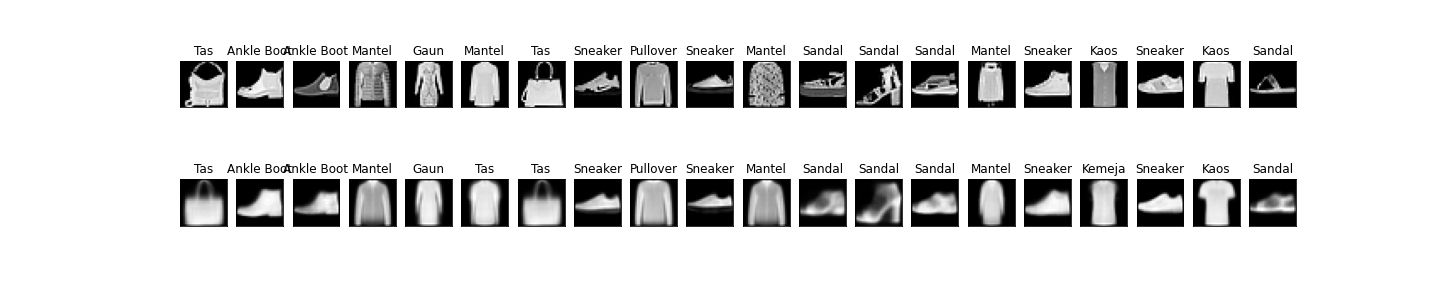 Tas Ankle Boot Ankle Boot Mantel Gaun Mantel Tas Sneaker Pullover Sneaker Mantel Sandal Sandal Sandal Mantel Sneaker Kaos Sneaker Kaos Sandal
Tas Ankle Boot Ankle Boot Mantel Gaun Tas Tas Sneaker Pullover Sneaker Mantel Sandal Sandal Sandal Mantel Sneaker Kemeja Sneaker Kaos Sandal